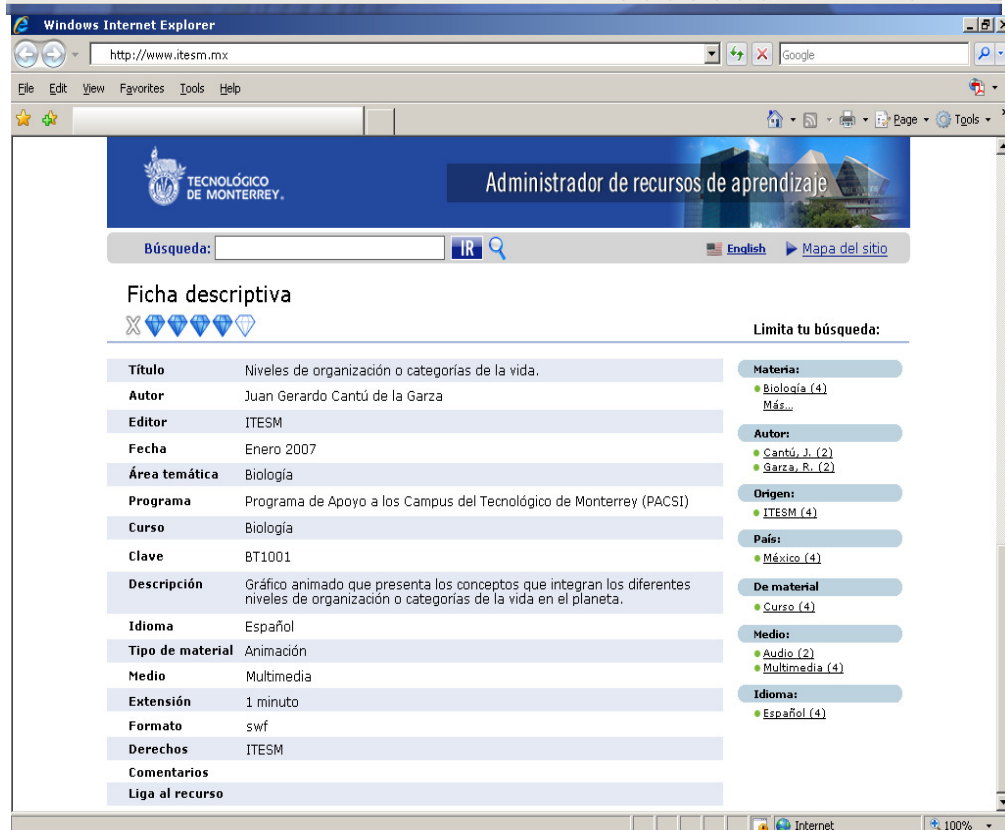 Windows Internet Explorer
http://www.itesm.mx
Google
File Edit View Favorites Tools Help
Page Tools
TECNOLÓGICO
DE MONTERREY.
Administrador de recursos de aprendizaje
Búsqueda: IR English Mapa del sitio
Ficha descriptiva
X
Limita tu búsqueda:
Título Niveles de organización o categorías de la vida.
Autor Juan Gerardo Cantú de la Garza
Editor ITESM
Fecha Enero 2007
Área temática Biología
Programa Programa de Apoyo a los Campus del Tecnológico de Monterrey (PACSI)
Curso Biología
Clave BT1001
Descripción Gráfico animado que presenta los conceptos que integran los diferentes
niveles de organización o categorías de la vida en el planeta.
Idioma Español
Tipo de material Animación
Medio Multimedia
Extensión 1 minuto
Formato swf
Derechos ITESM
Comentarios
Liga al recurso
Materia:
Biología (4)
Más...
Autor:
Cantú, J. (2)
Garza, R. (2)
Origen:
ITESM (4)
País:
México (4)
De material
Curso (4)
Medio:
Audio (2)
Multimedia (4)
Idioma:
Español (4)
Internet 100%